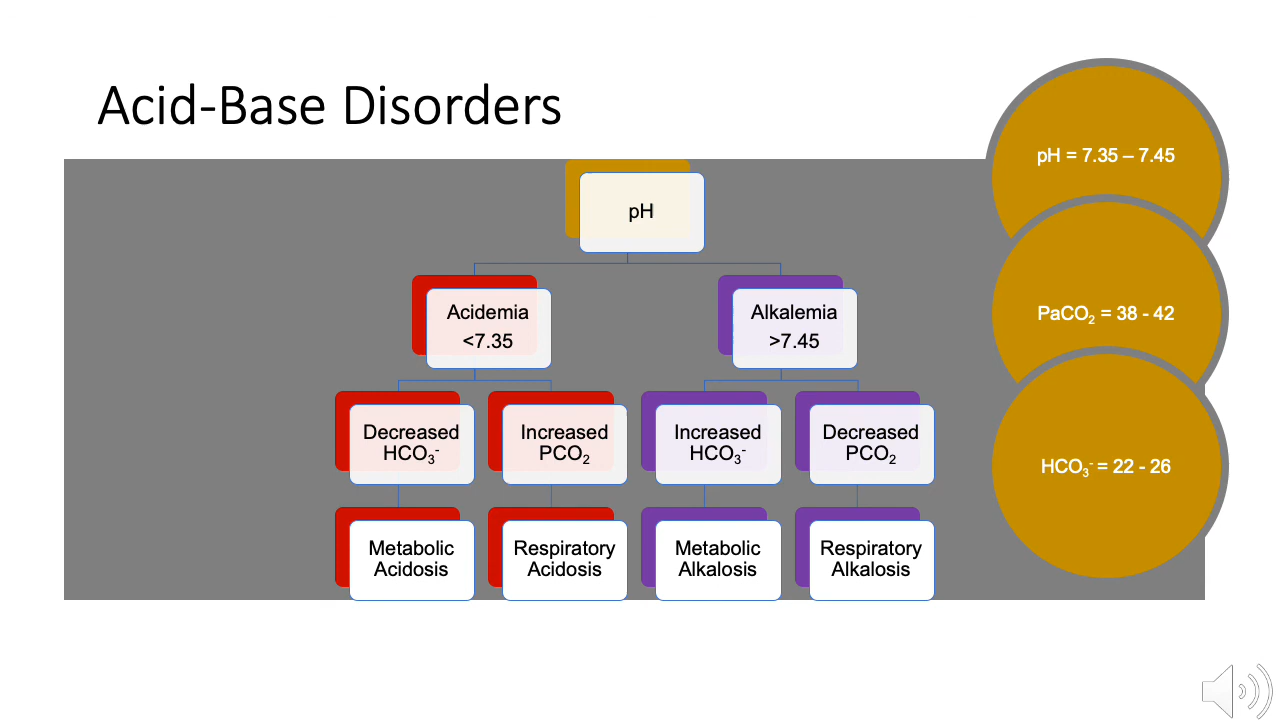 Acid-Base Disorders
pH
Acidemia
<7.35
Alkalemia
>7.45
Decreased
HCO₃⁻
Increased
PCO₂
Increased
HCO₃⁻
Decreased
PCO₂
Metabolic
Acidosis
Respiratory
Acidosis
Metabolic
Alkalosis
Respiratory
Alkalosis
pH = 7.35 – 7.45
PaCO₂ = 38 - 42
HCO₃⁻ = 22 - 26